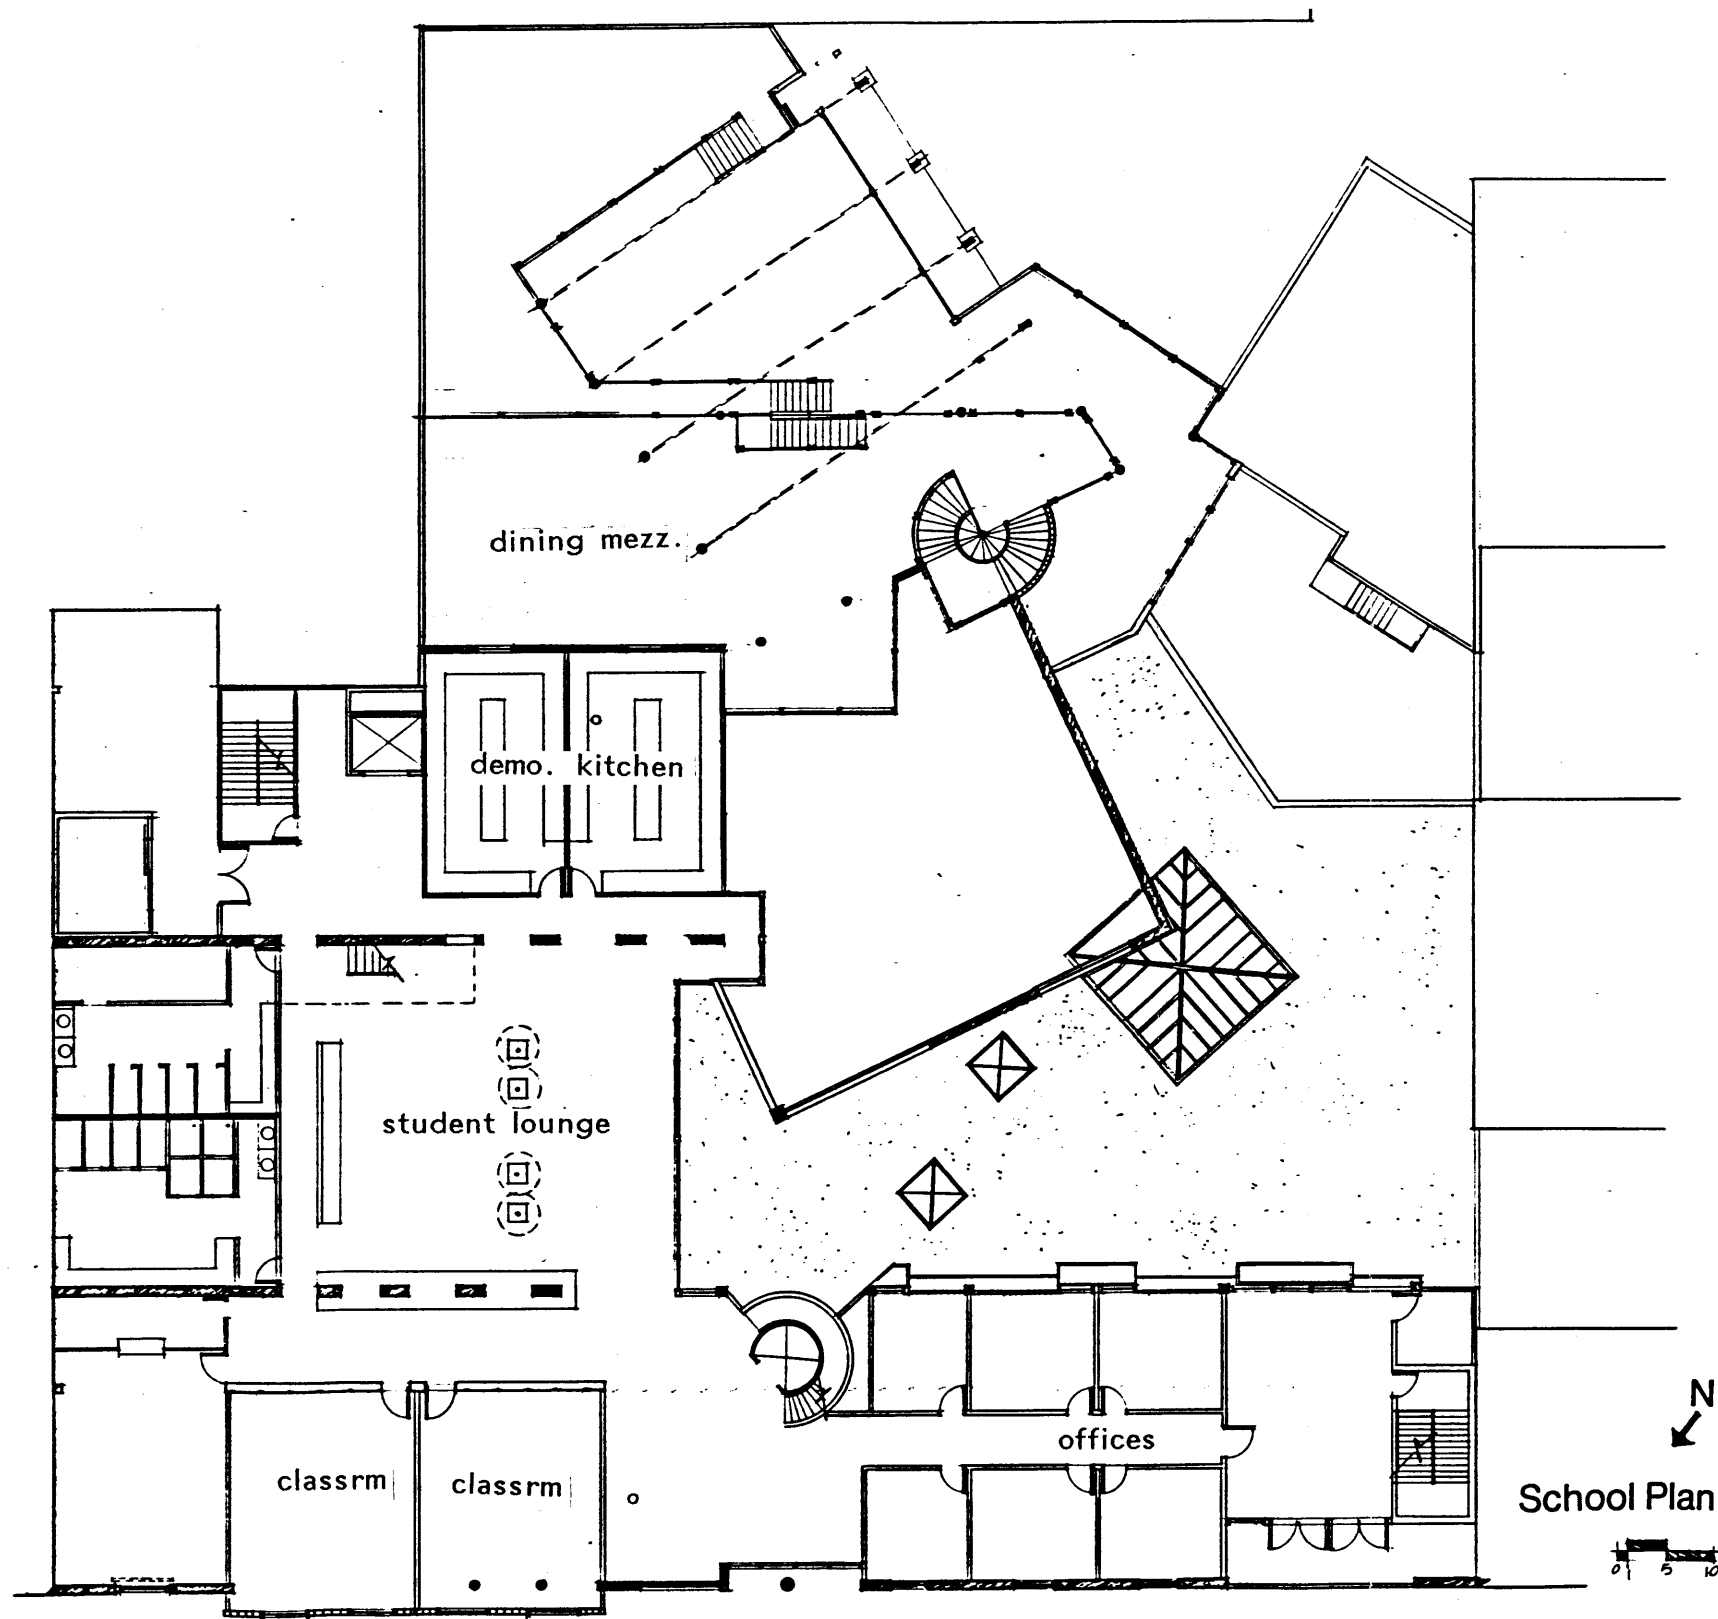 dining mezz.
demo. kitchen
student lounge
offices
classrm
classrm
N
School Plan
0 5 10